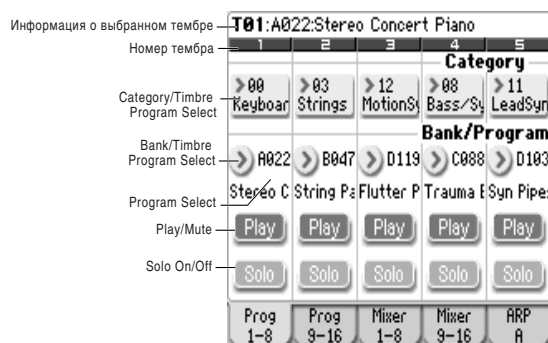 Информация о выбранном тембре
T01:A022:Stereo Concert Piano
Номер тембра
1 2 3 4 5
Category
Category/Timbre
Program Select
00 03 12 08 11
Keyboar Strings MotionSy Bass/Sy LeadSyn
Bank/Program
Bank/Timbre
Program Select
A022 B047 D119 C088 D103
Program Select
Stereo C String Pa Flutter P Trauma B Syn Pipe
Play/Mute
Play Play Play Play Play
Solo On/Off
Solo Solo Solo Solo Solo
Prog 1-8 Prog 9-16 Mixer 1-8 Mixer 9-16 ARP A